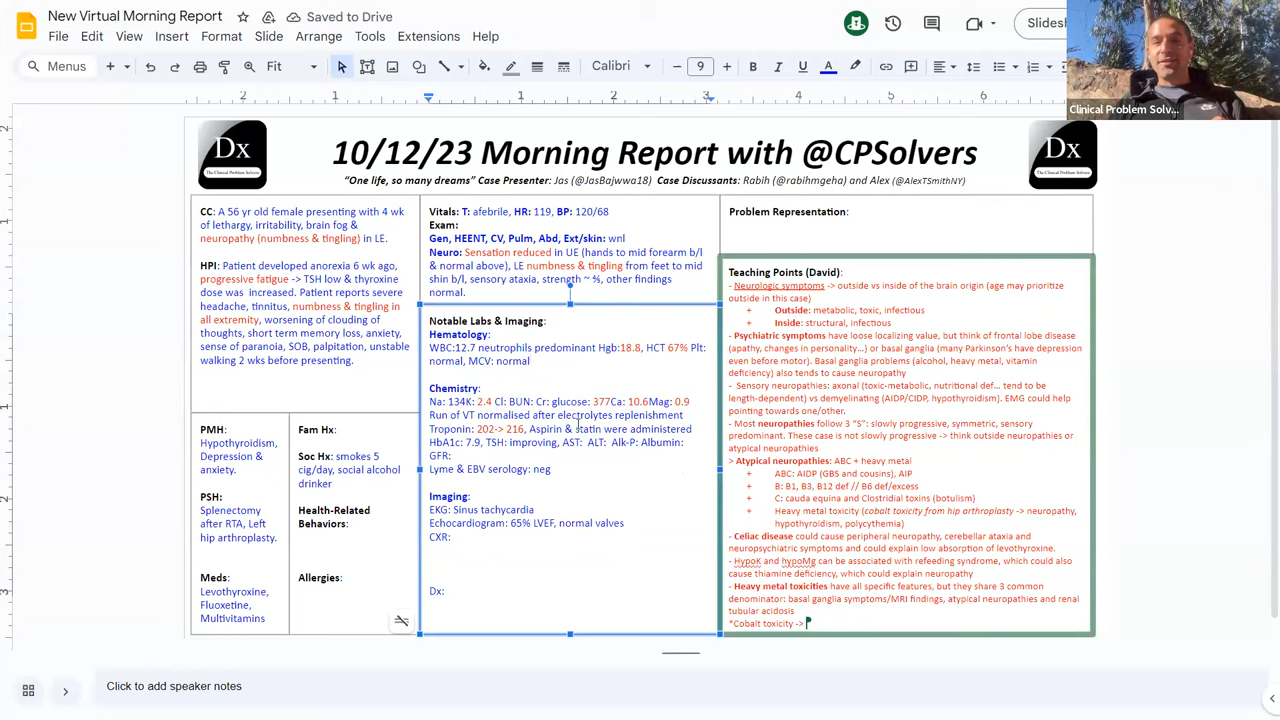 New Virtual Morning Report
Saved to Drive
File Edit View Insert Format Slide Arrange Tools Extensions Help
Slidesh
Menus
Fit
Calibri
9
B I U A
2 1 1 2 3 4 5 6
Clinical Problem Solv...
Dx
The Clinical Problem Solvers
10/12/23 Morning Report with @CPSolvers
"One life, so many dreams" Case Presenter: Jas (@JasBajwwa18) Case Discussants: Rabih (@rabihmgeha) and Alex (@AlexTSmithNY)
Dx
The Clinical Problem Solvers
CC: A 56 yr old female presenting with 4 wk
of lethargy, irritability, brain fog &
neuropathy (numbness & tingling) in LE.
HPI: Patient developed anorexia 6 wk ago,
progressive fatigue -> TSH low & thyroxine
dose was increased. Patient reports severe
headache, tinnitus, numbness & tingling in
all extremity, worsening of clouding of
thoughts, short term memory loss, anxiety,
sense of paranoia, SOB, palpitation, unstable
walking 2 wks before presenting.
PMH:
Hypothyroidism,
Depression &
anxiety.
PSH:
Splenectomy
after RTA, Left
hip arthroplasty.
Meds:
Levothyroxine,
Fluoxetine,
Multivitamins
Fam Hx:
Soc Hx: smokes 5
cig/day, social alcohol
drinker
Health-Related
Behaviors:
Allergies:
Vitals: T: afebrile, HR: 119, BP: 120/68
Exam:
Gen, HEENT, CV, Pulm, Abd, Ext/skin: wnl
Neuro: Sensation reduced in UE (hands to mid forearm b/l
& normal above), LE numbness & tingling from feet to mid
shin b/l, sensory ataxia, strength ~ ⅘, other findings
normal.
Notable Labs & Imaging:
Hematology:
WBC:12.7 neutrophils predominant Hgb:18.8, HCT 67% Plt:
normal, MCV: normal
Chemistry:
Na: 134K: 2.4 Cl: BUN: Cr: glucose: 377Ca: 10.6Mag: 0.9
Run of VT normalised after electrolytes replenishment
Troponin: 202-> 216, Aspirin & statin were administered
HbA1c: 7.9, TSH: improving, AST: ALT: Alk-P: Albumin:
GFR:
Lyme & EBV serology: neg
Imaging:
EKG: Sinus tachycardia
Echocardiogram: 65% LVEF, normal valves
CXR:
Dx:
Problem Representation:
Teaching Points (David):
- Neurologic symptoms -> outside vs inside of the brain origin (age may prioritize
outside in this case)
+ Outside: metabolic, toxic, infectious
+ Inside: structural, infectious
- Psychiatric symptoms have loose localizing value, but think of frontal lobe disease
(apathy, changes in personality...) or basal ganglia (many Parkinson's have depression
even before motor). Basal ganglia problems (alcohol, heavy metal, vitamin
deficiency) also tends to cause neuropathy
- Sensory neuropathies: axonal (toxic-metabolic, nutritional def... tend to be
length-dependent) vs demyelinating (AIDP/CIDP, hypothyroidism). EMG could help
pointing towards one/other.
- Most neuropathies follow 3 "S": slowly progressive, symmetric, sensory
predominant. These case is not slowly progressive -> think outside neuropathies or
atypical neuropathies
> Atypical neuropathies: ABC + heavy metal
+ ABC: AIDP (GBS and cousins), AIP
+ B: B1, B3, B12 def // B6 def/excess
+ C: cauda equina and Clostridial toxins (botulism)
+ Heavy metal toxicity (cobalt toxicity from hip arthroplasty -> neuropathy,
hypothyroidism, polycythemia)
- Celiac disease could cause peripheral neuropathy, cerebellar ataxia and
neuropsychiatric symptoms and could explain low absorption of levothyroxine.
- HypoK and hypoMg can be associated with refeeding syndrome, which could also
cause thiamine deficiency, which could explain neuropathy
- Heavy metal toxicities have all specific features, but they share 3 common
denominator: basal ganglia symptoms/MRI findings, atypical neuropathies and renal
tubular acidosis
*Cobalt toxicity ->
Click to add speaker notes